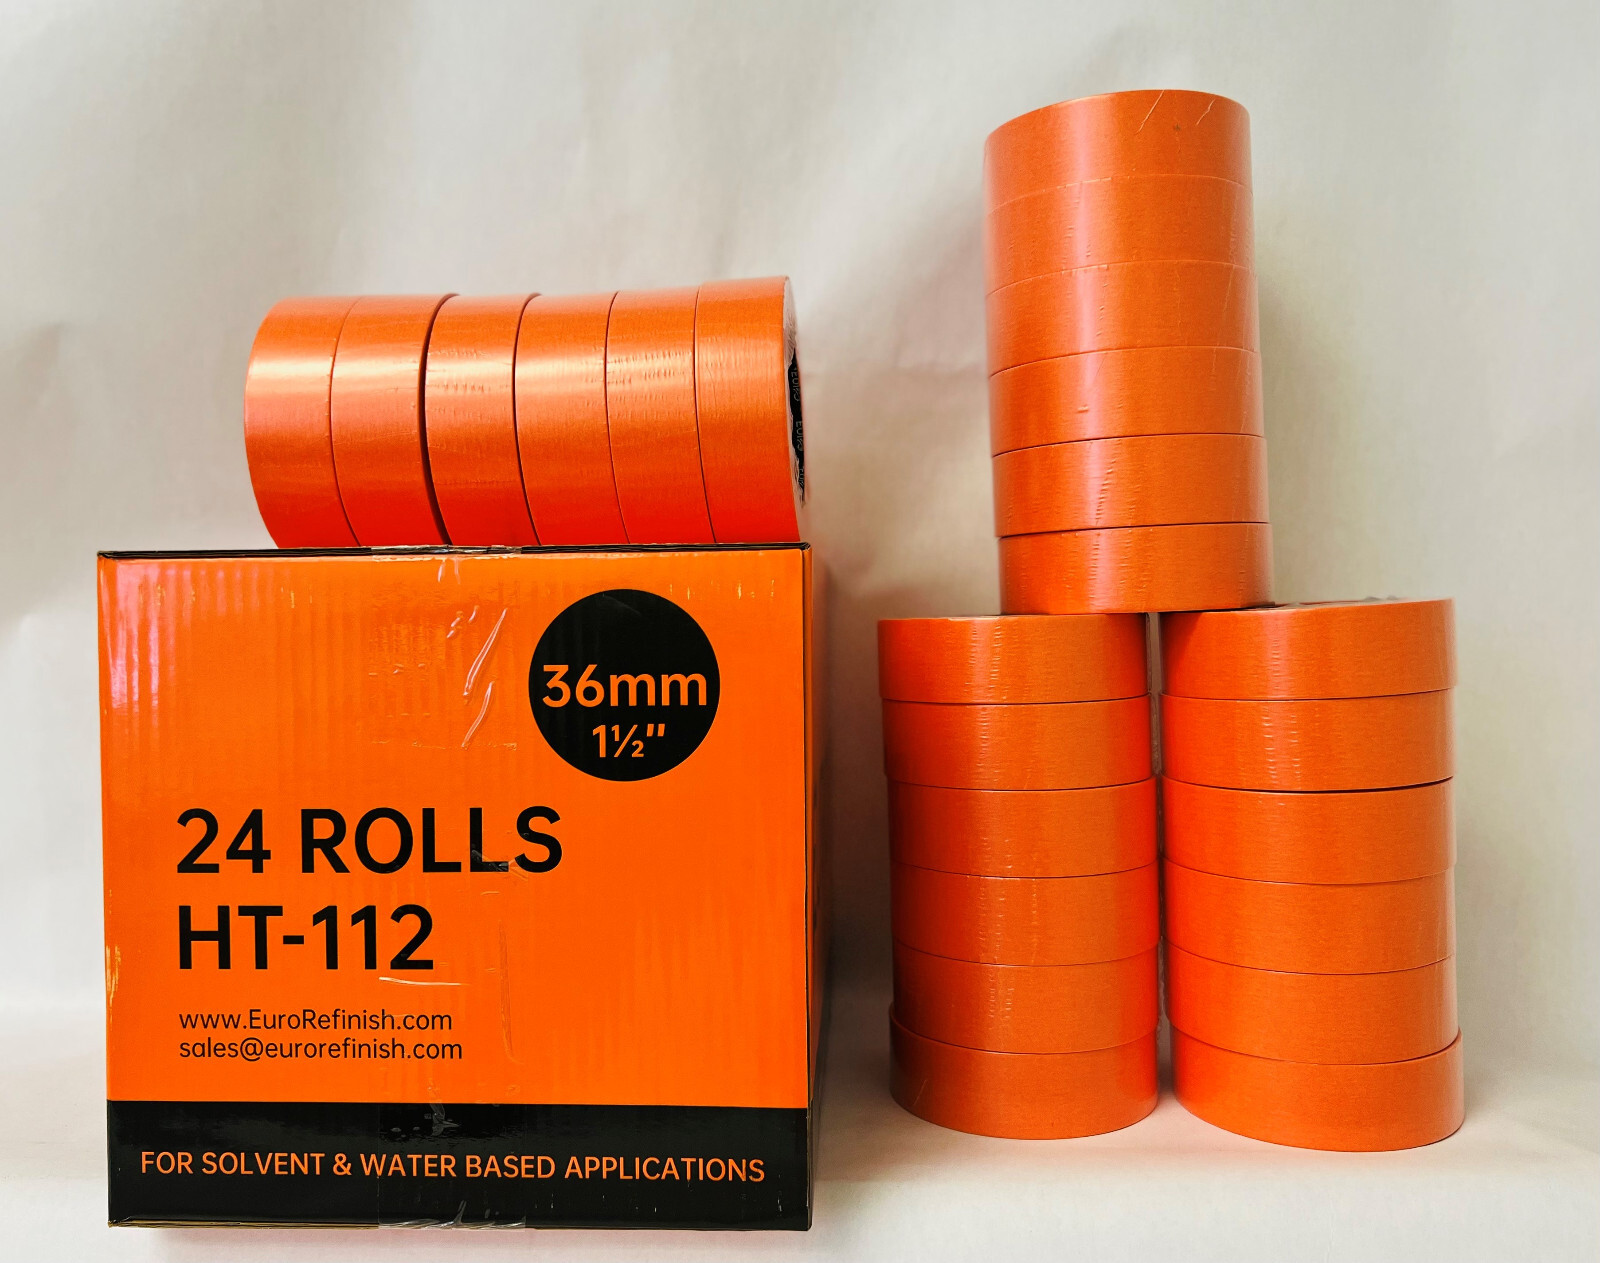 36mm
1½"
24 ROLLS
HT-112
www.EuroRefinish.com
sales@eurorefinish.com
FOR SOLVENT & WATER BASED APPLICATIONS